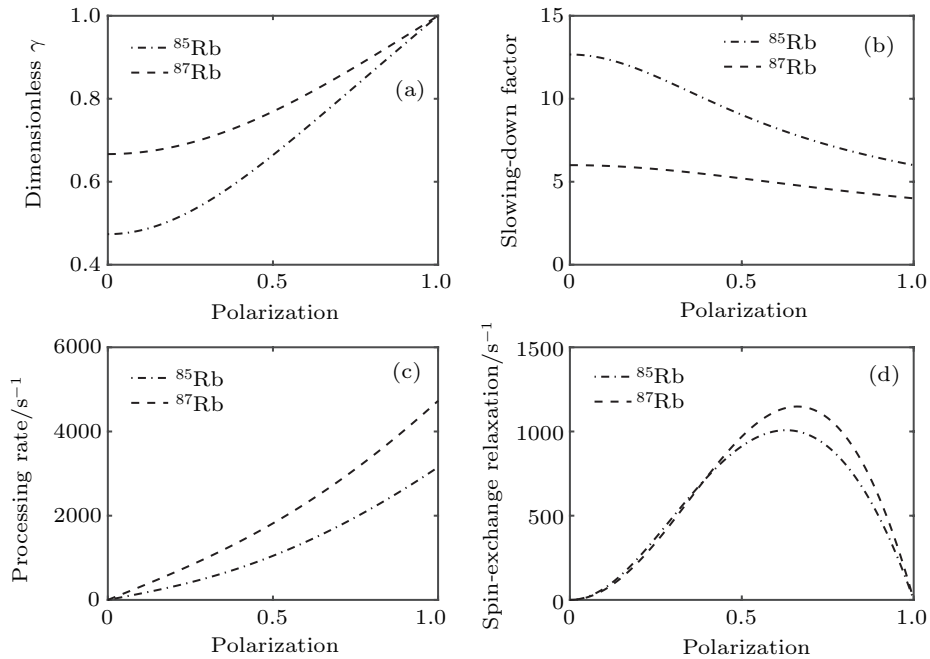 Dimensionless γ
1.0
0.8
0.6
0.4
⁸⁵Rb
⁸⁷Rb
(a)
0
0.5
1.0
Polarization
Slowing-down factor
15
10
5
0
⁸⁵Rb
⁸⁷Rb
(b)
0
0.5
1.0
Polarization
Processing rate/s⁻¹
6000
4000
2000
0
⁸⁵Rb
⁸⁷Rb
(c)
0
0.5
1.0
Polarization
Spin-exchange relaxation/s⁻¹
1500
1000
500
0
⁸⁵Rb
⁸⁷Rb
(d)
0
0.5
1.0
Polarization